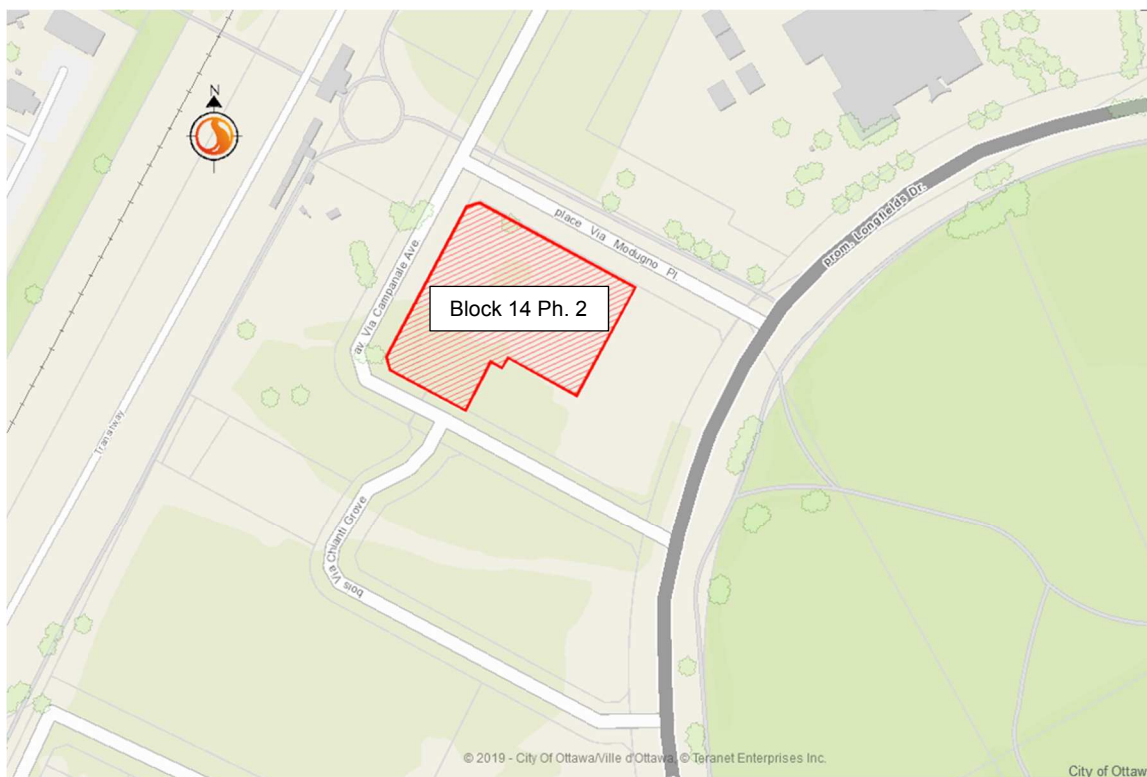 N
place Via Modugno Pl.
prom. Longfields Dr.
av. Via Campanale Ave
Block 14 Ph. 2
Transitway
bois Via Chianti Grove
© 2019 - City Of Ottawa/Ville d'Ottawa, © Teranet Enterprises Inc.
City of Ottaw